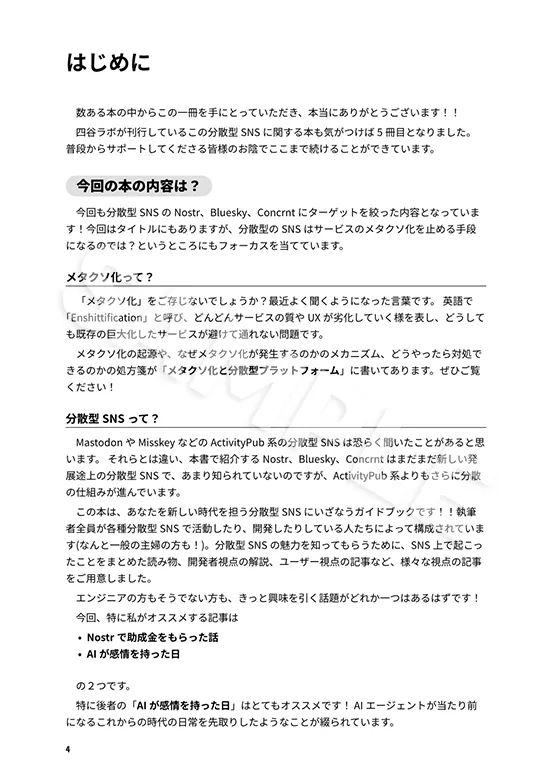 はじめに
数ある本の中からこの一冊を手にとっていただき、本当にありがとうございます！！
四谷ラボが刊行しているこの分散型 SNS に関する本も気がつけば 5 冊目となりました。
普段からサポートしてくださる皆様のお陰でここまで続けることができています。
今回の本の内容は？
今回も分散型 SNS の Nostr、Bluesky、Concrnt にターゲットを絞った内容となっていま
す！今回はタイトルにもありますが、分散型の SNS はサービスのメタクソ化を止める手段
になるのでは？というところにもフォーカスを当てています。
メタクソ化って？
「メタクソ化」をご存じないでしょうか？最近よく聞くようになった言葉です。 英語で
「Enshittification」と呼び、どんどんサービスの質や UX が劣化していく様を表し、どうして
も既存の巨大化したサービスが避けて通れない問題です。
メタクソ化の起源や、なぜメタクソ化が発生するのかのメカニズム、どうやったら対処で
きるのかの処方箋が「メタクソ化と分散型プラットフォーム」に書いてあります。ぜひご覧
ください！
分散型 SNS って？
Mastodon や Misskey などの ActivityPub 系の分散型 SNS は恐らく聞いたことがあると思
います。 それらとは違い、本書で紹介する Nostr、Bluesky、Concrnt はまだまだ新しい発
展途上の分散型 SNS で、あまり知られていないのですが、ActivityPub 系よりもさらに分散
の仕組みが進んでいます。
この本は、あなたを新しい時代を担う分散型 SNS にいざなうガイドブックです！！執筆
者全員が各種分散型 SNS で活動したり、開発したりしている人たちによって構成されていま
す(なんと一般の主婦の方も！)。分散型 SNS の魅力を知ってもらうために、SNS 上で起こっ
たことをまとめた読み物、開発者視点の解説、ユーザー視点の記事など、様々な視点の記事
をご用意しました。
エンジニアの方もそうでない方も、きっと興味を引く話題がどれか一つはあるはずです！
今回、特に私がオススメする記事は
• Nostr で助成金をもらった話
• AI が感情を持った日
の２つです。
特に後者の「AI が感情を持った日」はとてもオススメです！ AI エージェントが当たり前
になるこれからの時代の日常を先取りしたようなことが綴られています。
4
SAMPLE